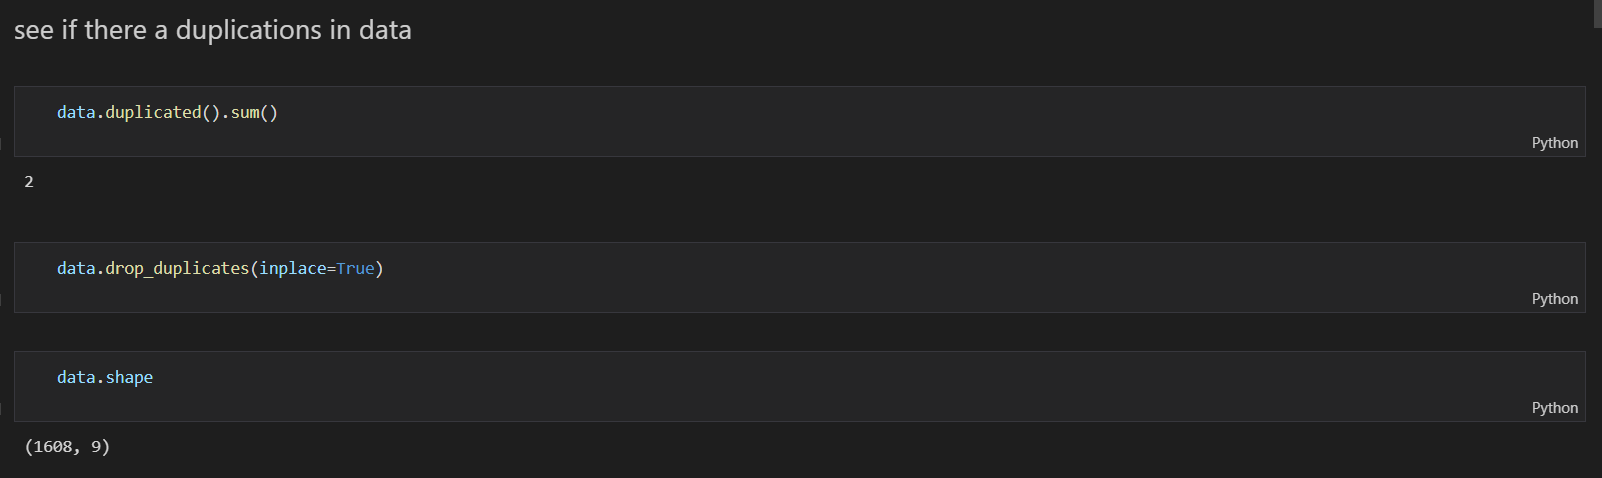 see if there a duplications in data
data.duplicated().sum()
Python
2
data.drop_duplicates(inplace=True)
Python
data.shape
Python
(1608, 9)